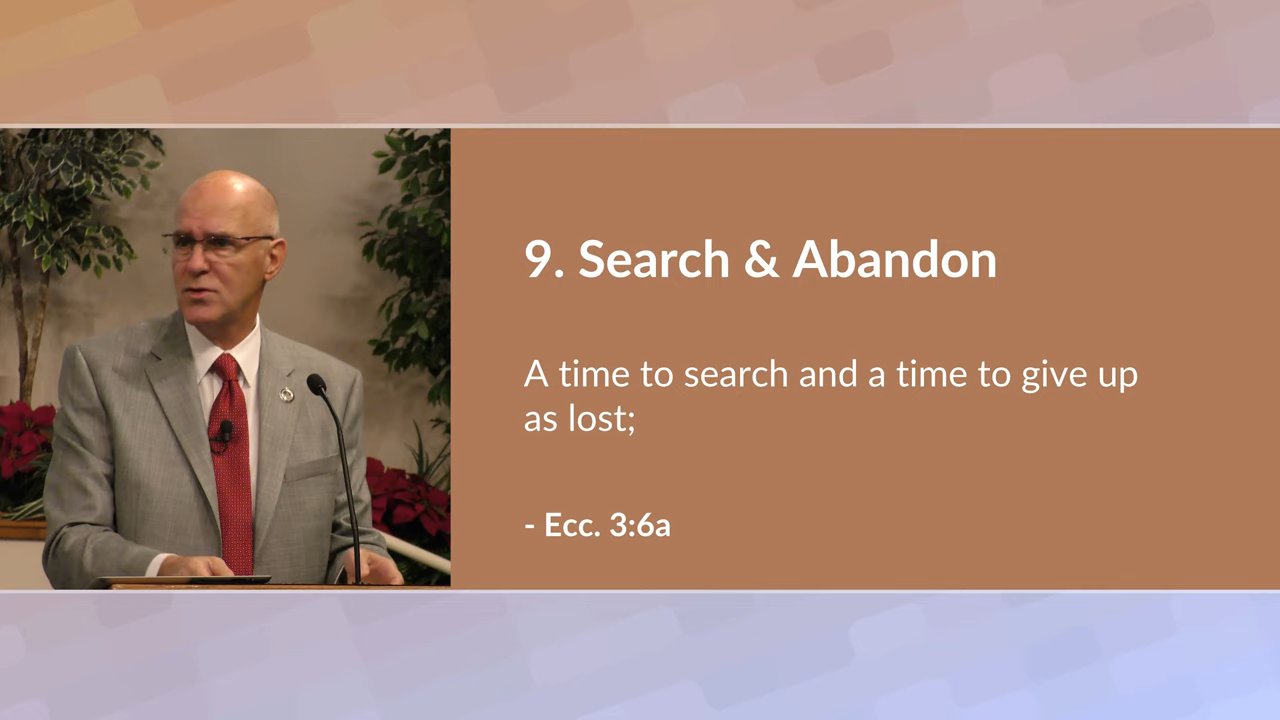 9. Search & Abandon
A time to search and a time to give up
as lost;
- Ecc. 3:6a